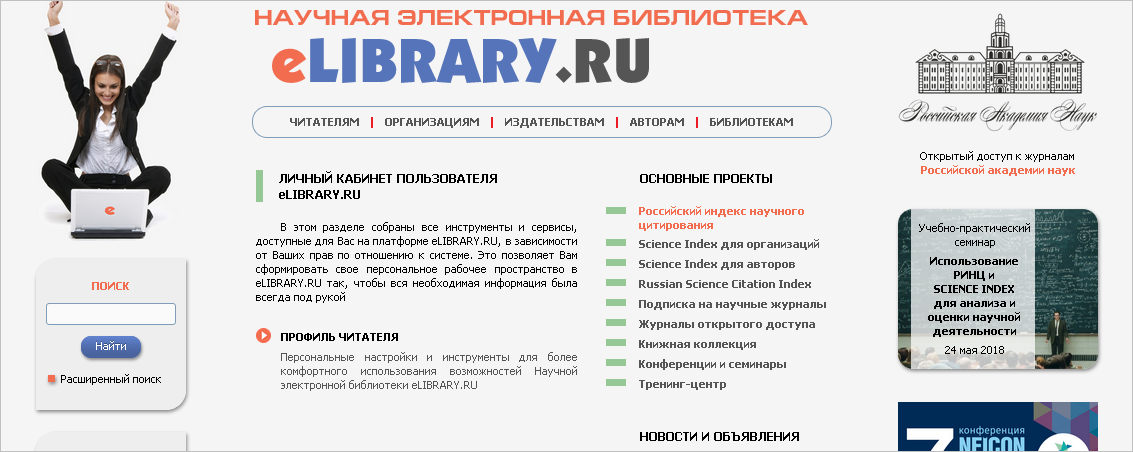 НАУЧНАЯ ЭЛЕКТРОННАЯ БИБЛИОТЕКА
eLIBRARY.RU
ЧИТАТЕЛЯМ | ОРГАНИЗАЦИЯМ | ИЗДАТЕЛЬСТВАМ | АВТОРАМ | БИБЛИОТЕКАМ
e
ПОИСК
Найти
Расширенный поиск
ЛИЧНЫЙ КАБИНЕТ ПОЛЬЗОВАТЕЛЯ
eLIBRARY.RU
В этом разделе собраны все инструменты и сервисы,
доступные для Вас на платформе eLIBRARY.RU, в зависимости
от Ваших прав по отношению к системе. Это позволяет Вам
сформировать свое персональное рабочее пространство в
eLIBRARY.RU так, чтобы вся необходимая информация была
всегда под рукой
ПРОФИЛЬ ЧИТАТЕЛЯ
Персональные настройки и инструменты для более
комфортного использования возможностей Научной
электронной библиотеки eLIBRARY.RU
ОСНОВНЫЕ ПРОЕКТЫ
Российский индекс научного
цитирования
Science Index для организаций
Science Index для авторов
Russian Science Citation Index
Подписка на научные журналы
Журналы открытого доступа
Книжная коллекция
Конференции и семинары
Тренинг-центр
НОВОСТИ И ОБЪЯВЛЕНИЯ
Российская Академия Наук
Открытый доступ к журналам
Российской академии наук
Учебно-практический
семинар
Использование
РИНЦ и
SCIENCE INDEX
для анализа и
оценки научной
деятельности
24 мая 2018
7 конференция
NEICON